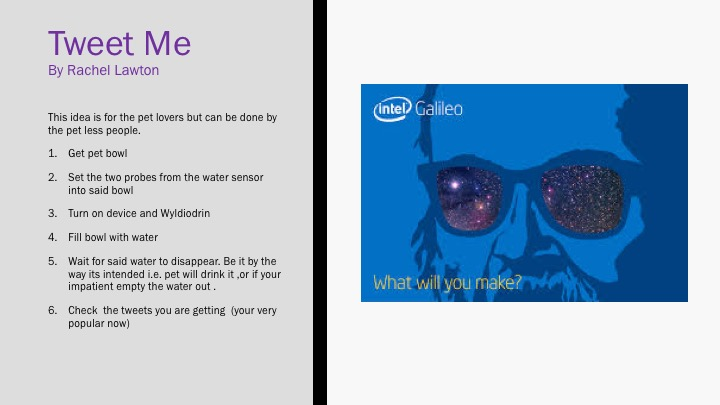 Tweet Me
By Rachel Lawton
This idea is for the pet lovers but can be done by
the pet less people.
1. Get pet bowl
2. Set the two probes from the water sensor
into said bowl
3. Turn on device and Wyldiodrin
4. Fill bowl with water
5. Wait for said water to disappear. Be it by the
way its intended i.e. pet will drink it ,or if your
impatient empty the water out .
6. Check  the tweets you are getting  (your very
popular now)
intel Galileo
What will you make?